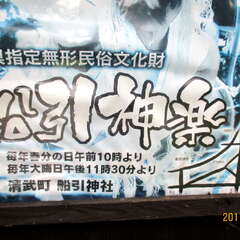 県指定無形民俗文化財
船引神楽
毎年春分の日午前10時より
毎年大晦日午後11時30分より
清武町 船引神社
201